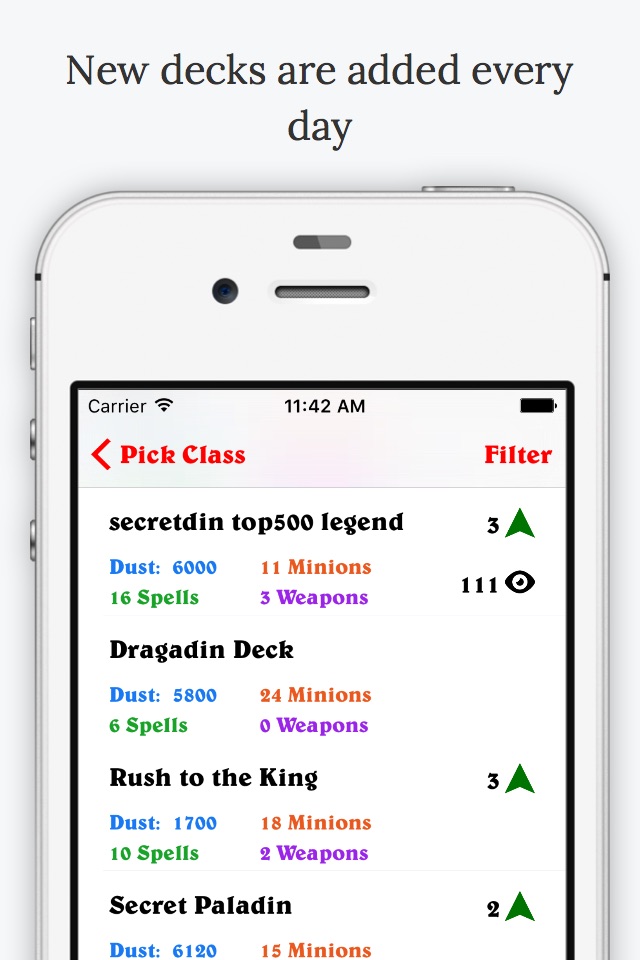 New decks are added every
day
Carrier 11:42 AM
Pick Class Filter
secretdin top500 legend 3
Dust: 6000 11 Minions
111
16 Spells 3 Weapons
Dragadin Deck
Dust: 5800 24 Minions
6 Spells 0 Weapons
Rush to the King 3
Dust: 1700 18 Minions
10 Spells 2 Weapons
Secret Paladin 2
Dust: 6120 15 Minions